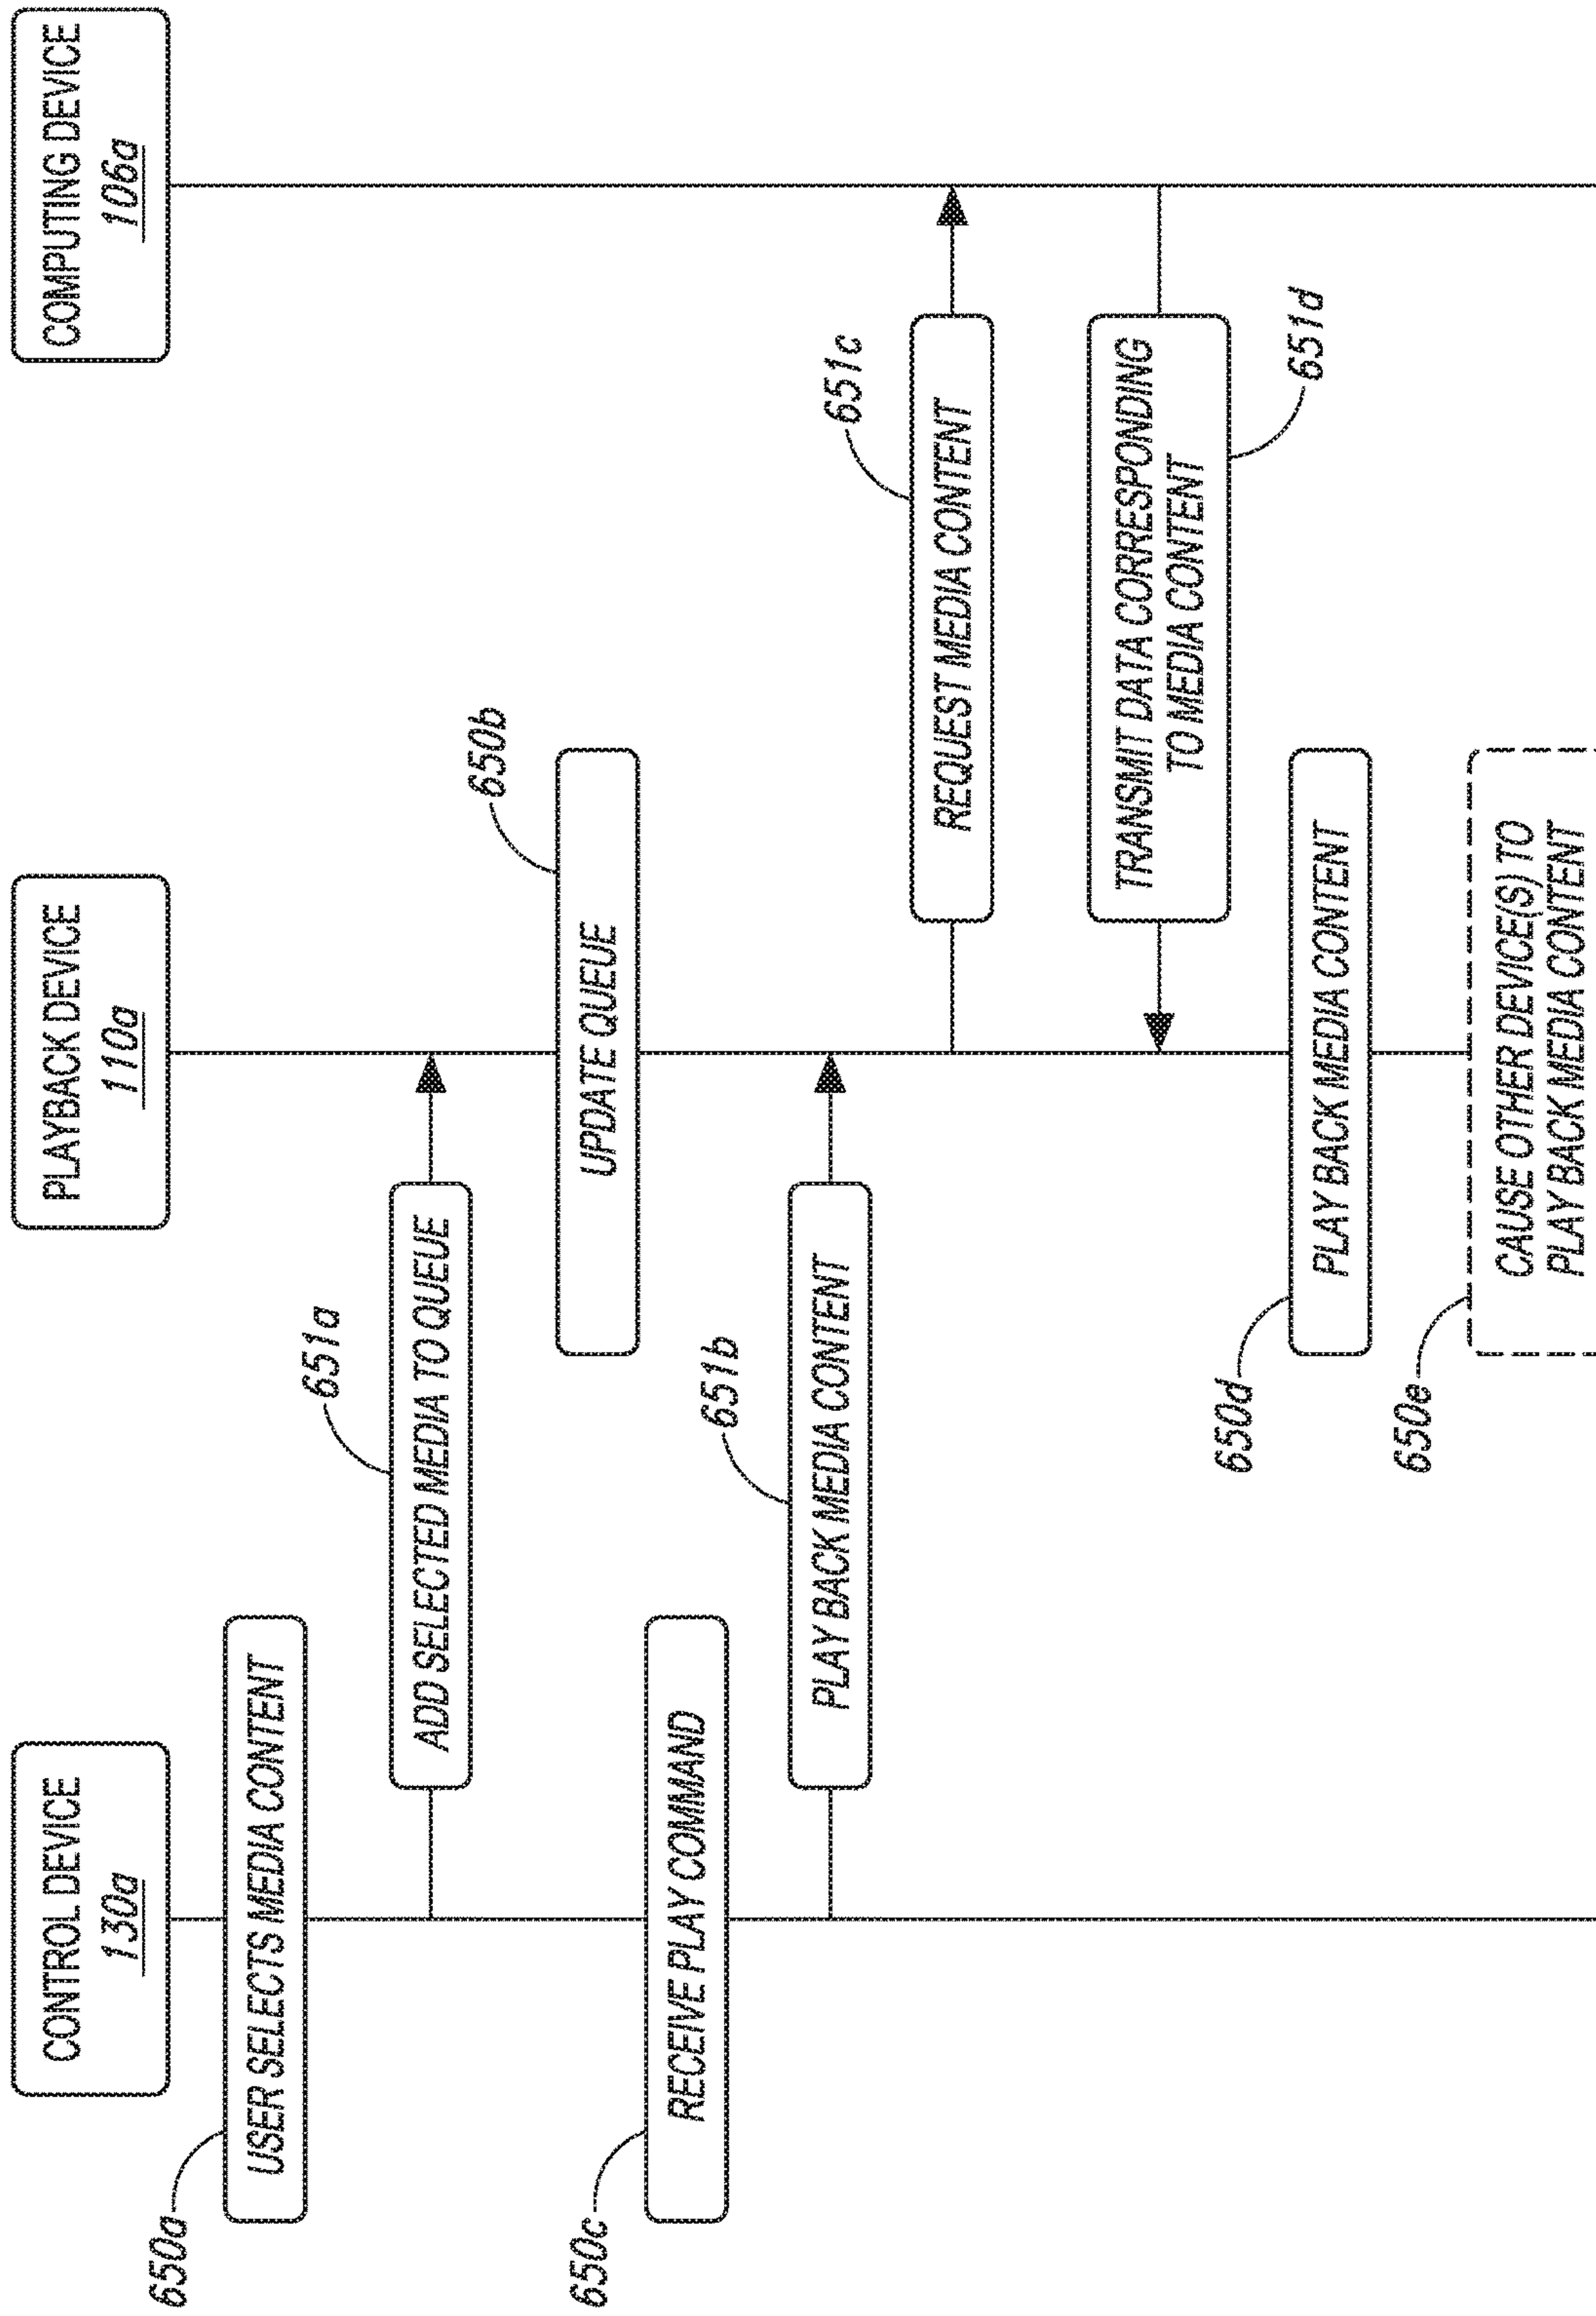 CONTROL DEVICE
130a
PLAYBACK DEVICE
110a
COMPUTING DEVICE
106a
650a
USER SELECTS MEDIA CONTENT
651a
ADD SELECTED MEDIA TO QUEUE
650b
UPDATE QUEUE
650c
RECEIVE PLAY COMMAND
651b
PLAY BACK MEDIA CONTENT
651c
REQUEST MEDIA CONTENT
TRANSMIT DATA CORRESPONDING
TO MEDIA CONTENT
651d
650d
PLAY BACK MEDIA CONTENT
650e
CAUSE OTHER DEVICE(S) TO
PLAY BACK MEDIA CONTENT